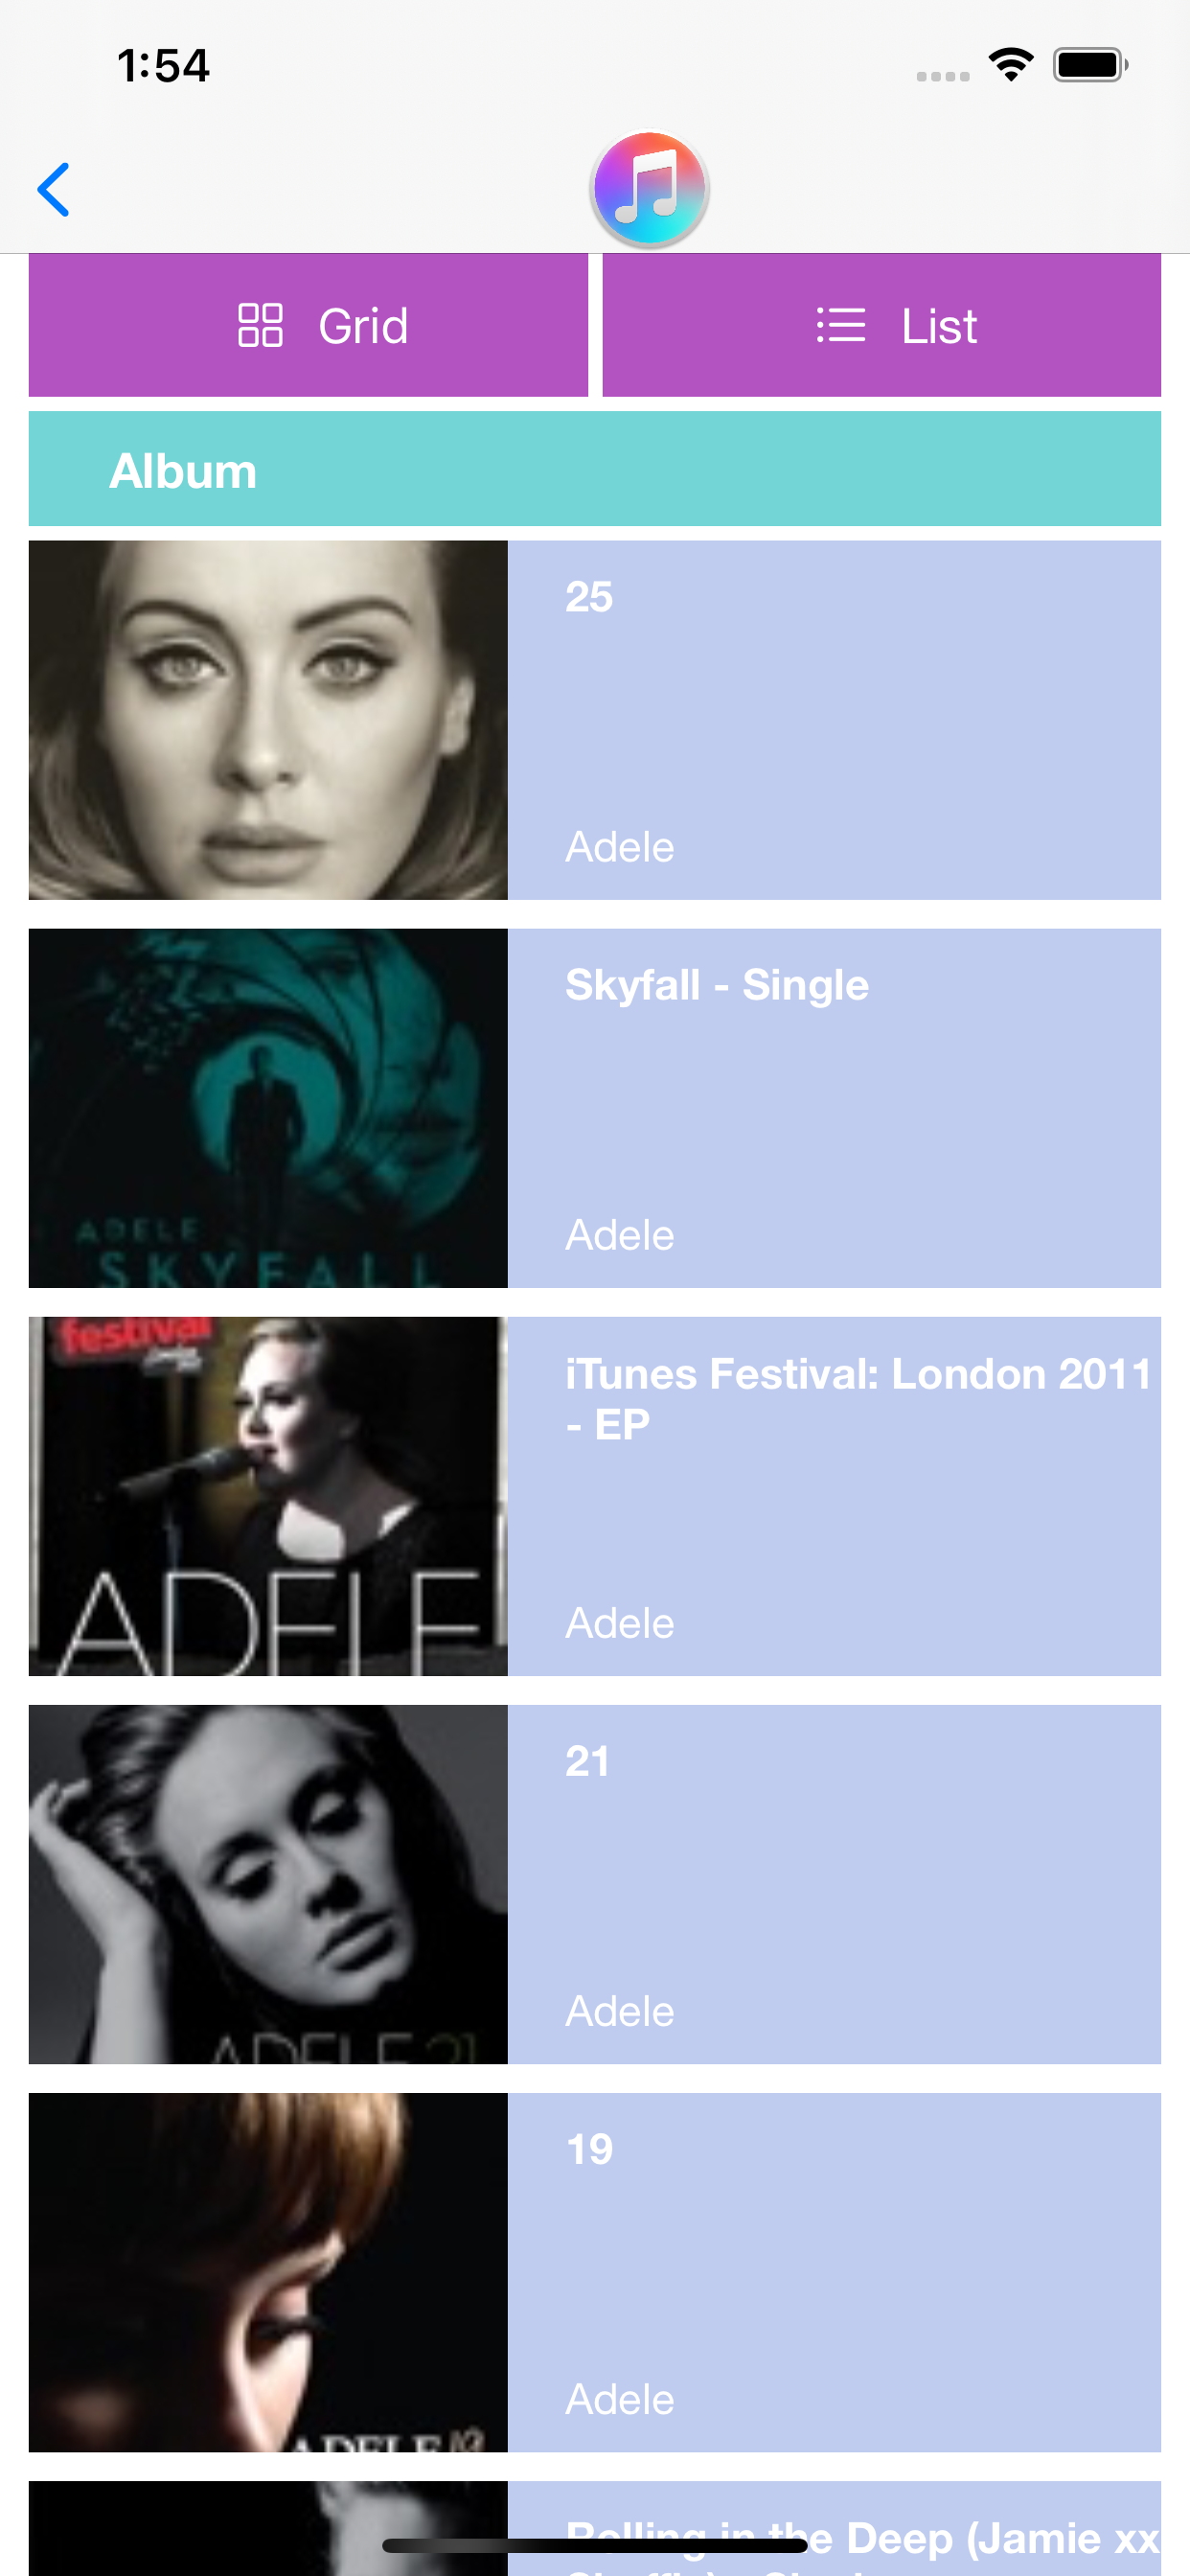 1:54
Grid
List
Album
25
Adele
Skyfall - Single
ADELE
SKYFALL
Adele
festival
iTunes Festival: London 2011
- EP
ADELE
Adele
21
ADELE 21
Adele
19
ADELE 19
Adele
Rolling in the Deep (Jamie xx